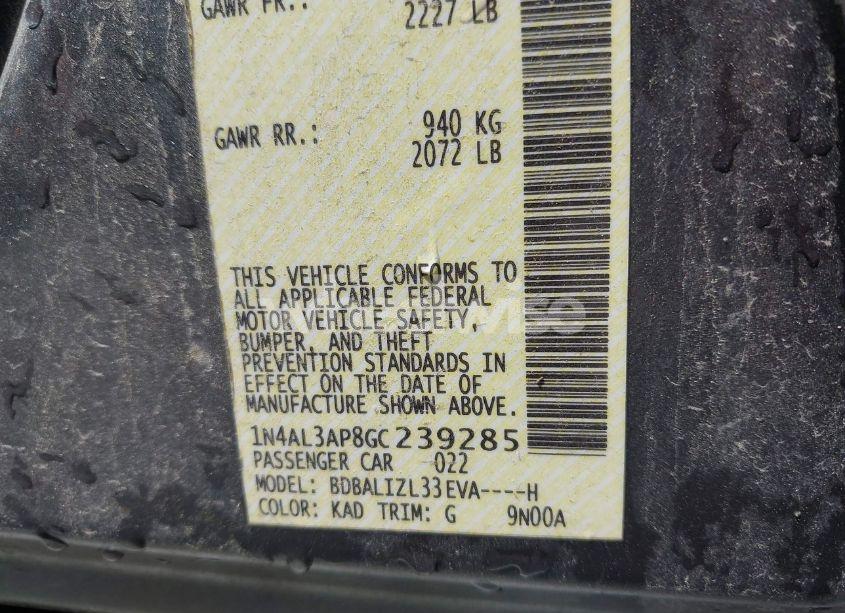 GAWR FR.: 2227 LB
GAWR RR.: 940 KG
2072 LB
THIS VEHICLE CONFORMS TO
ALL APPLICABLE FEDERAL
MOTOR VEHICLE SAFETY,
BUMPER, AND THEFT
PREVENTION STANDARDS IN
EFFECT ON THE DATE OF
MANUFACTURE SHOWN ABOVE.
1N4AL3AP8GC239285
PASSENGER CAR 022
MODEL: BDBALIZL33EVA----H
COLOR: KAD TRIM: G 9N00A